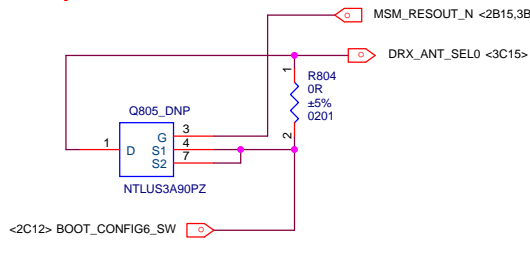 MSM_RESOUT_N <2B15,3B
DRX_ANT_SEL0 <3C15>
1
R804
0R
±5%
0201
2
Q805_DNP
3
G
1
D
S1
4
S2
7
NTLUS3A90PZ
<2C12> BOOT_CONFIG6_SW